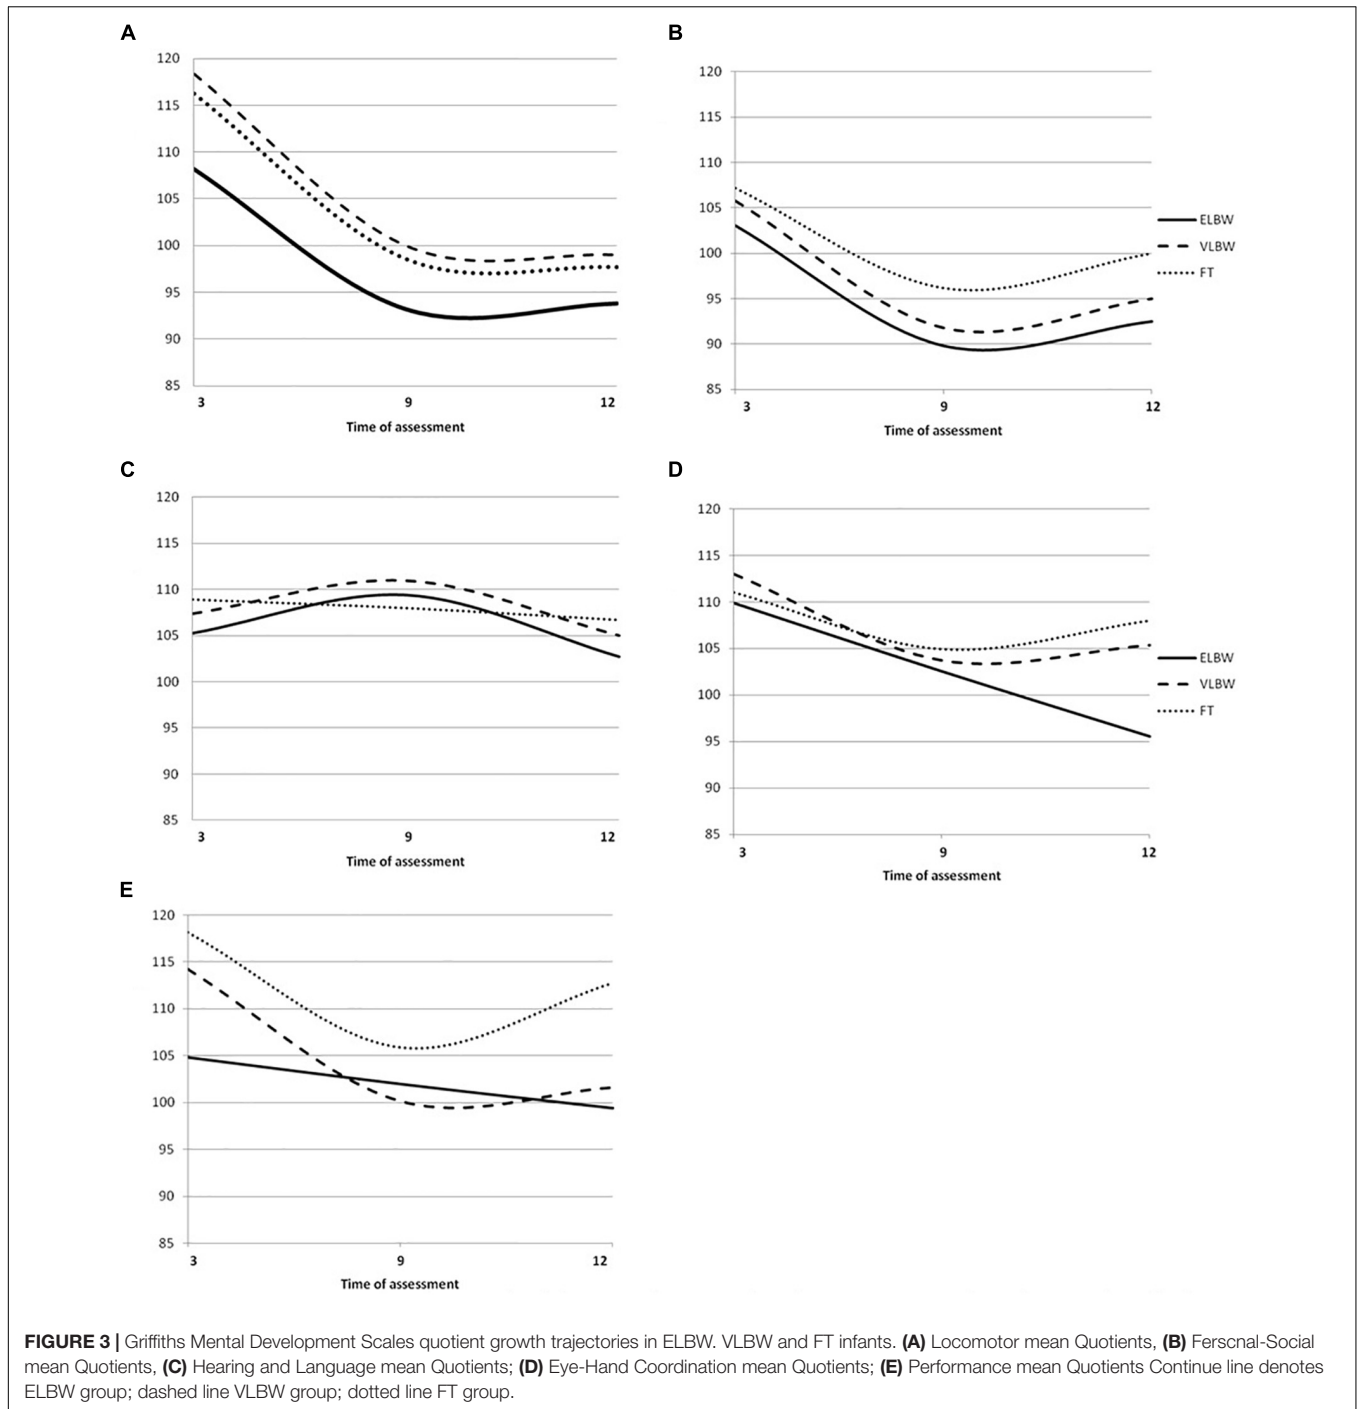 A
120
115
110
105
100
95
90
85
3 9 12
Time of assessment
B
120
115
110
105
100
95
90
85
3 9 12
Time of assessment
ELBW
VLBW
FT
C
120
115
110
105
100
95
90
85
3 9 12
Time of assessment
D
120
115
110
105
100
95
90
85
3 9 12
Time of assessment
ELBW
VLBW
FT
E
120
115
110
105
100
95
90
85
3 9 12
Time of assessment
FIGURE 3 | Griffiths Mental Development Scales quotient growth trajectories in ELBW. VLBW and FT infants. (A) Locomotor mean Quotients, (B) Ferscnal-Social
mean Quotients, (C) Hearing and Language mean Quotients; (D) Eye-Hand Coordination mean Quotients; (E) Performance mean Quotients Continue line denotes
ELBW group; dashed line VLBW group; dotted line FT group.